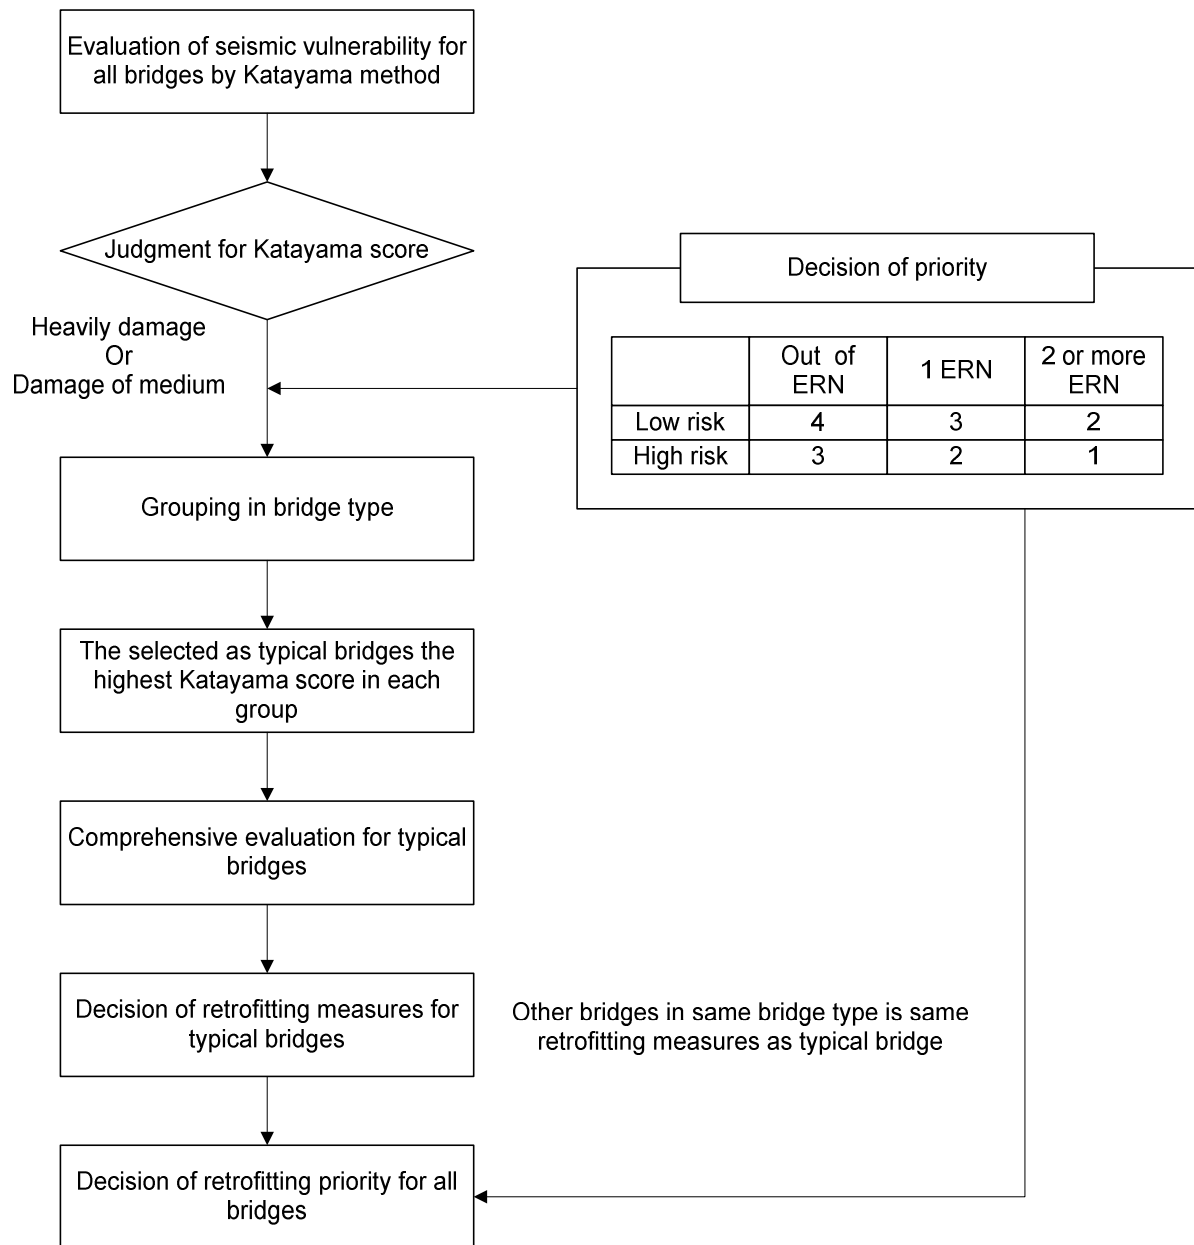 Evaluation of seismic vulnerability for
all bridges by Katayama method
Judgment for Katayama score
Heavily damage
Or
Damage of medium
Decision of priority
Out of
ERN
1 ERN
2 or more
ERN
Low risk 4 3 2
High risk 3 2 1
Grouping in bridge type
The selected as typical bridges the
highest Katayama score in each
group
Comprehensive evaluation for typical
bridges
Decision of retrofitting measures for
typical bridges
Other bridges in same bridge type is same
retrofitting measures as typical bridge
Decision of retrofitting priority for all
bridges